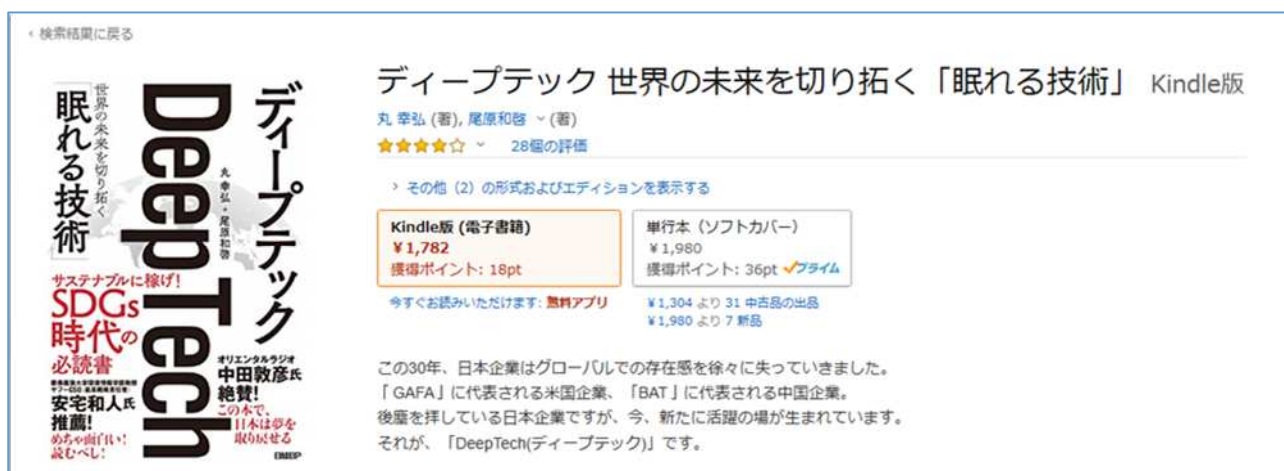 ‹ 検索結果に戻る
ディープテック 世界の未来を切り拓く「眠れる技術」 Kindle版
丸 幸弘 (著), 尾原和啓 (著)
28個の評価
› その他（2）の形式およびエディションを表示する
Kindle版 (電子書籍)
¥1,782
獲得ポイント: 18pt
今すぐお読みいただけます: 無料アプリ
単行本（ソフトカバー）
¥1,980
獲得ポイント: 36pt プライム
¥1,304 より 31 中古品の出品
¥1,980 より 7 新品
この30年、日本企業はグローバルでの存在感を徐々に失っていきました。
「GAFA」に代表される米国企業、「BAT」に代表される中国企業。
後塵を拝している日本企業ですが、今、新たに活躍の場が生まれています。
それが、「DeepTech(ディープテック)」です。
ディープテック
丸幸弘・尾原和啓
Deep Tech
世界の未来を切り拓く
「眠れる技術」
サステナブルに稼げ!
SDGs
時代の
必読書
安宅和人氏
推薦!
めちゃ面白い!
読むべし!
オリエンタルラジオ
中田敦彦氏
絶賛!
この本で、
日本は夢を
取り戻せる
日経BP